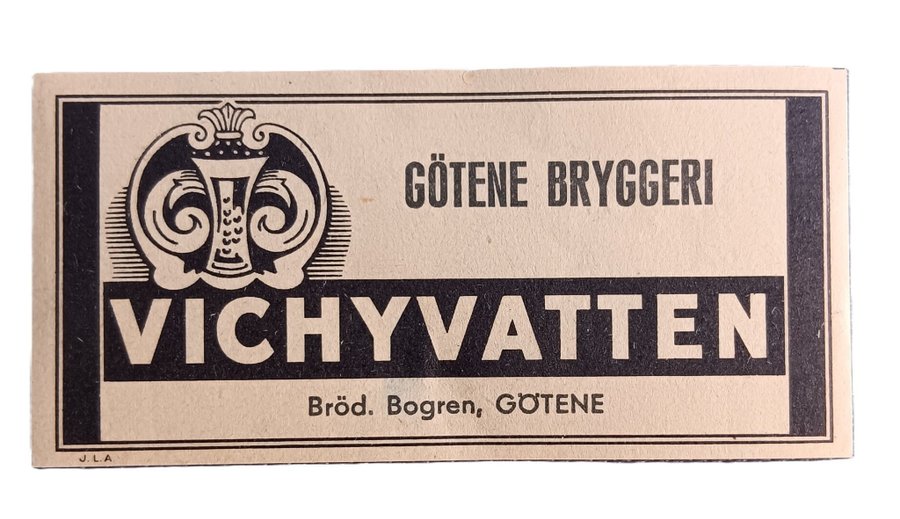 GÖTENE BRYGGERI
VICHYVATTEN
Bröd. Bogren, GÖTENE
J.L.A